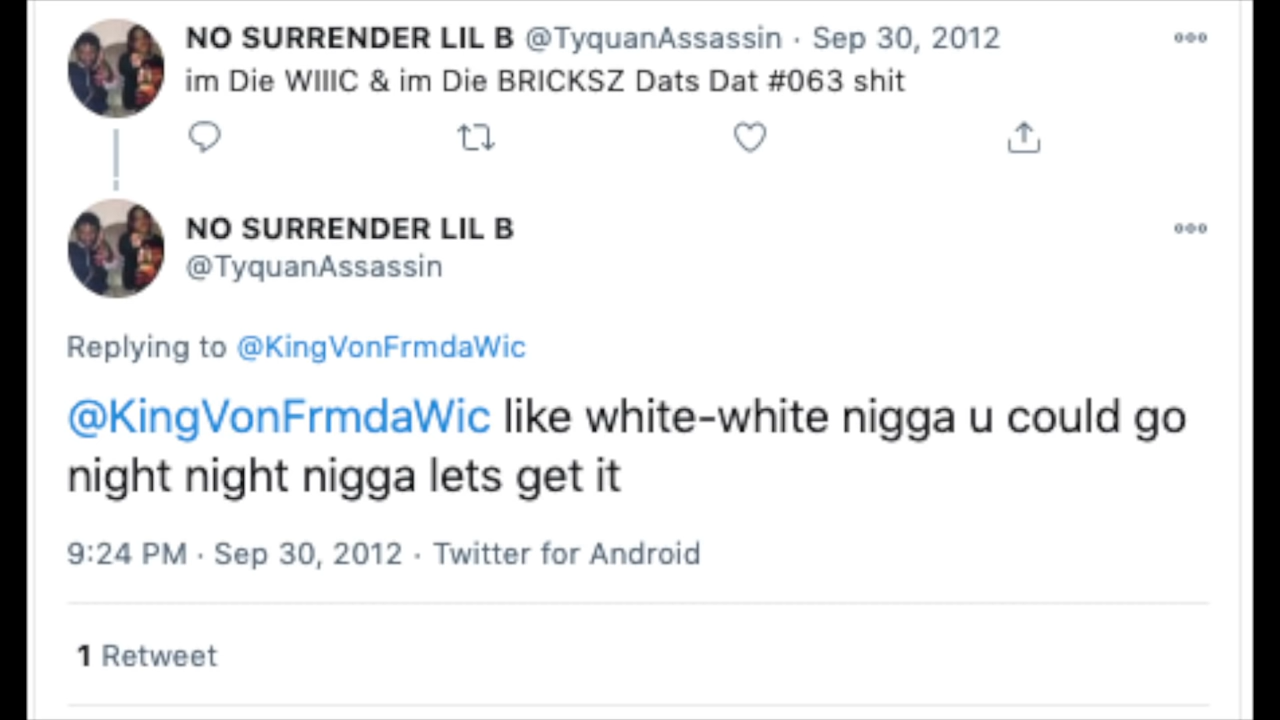 NO SURRENDER LIL B @TyquanAssassin · Sep 30, 2012
im Die WIIIC & im Die BRICKSZ Dats Dat #063 shit
NO SURRENDER LIL B
@TyquanAssassin
Replying to @KingVonFrmdaWic
@KingVonFrmdaWic like white-white nigga u could go
night night nigga lets get it
9:24 PM · Sep 30, 2012 · Twitter for Android
1 Retweet